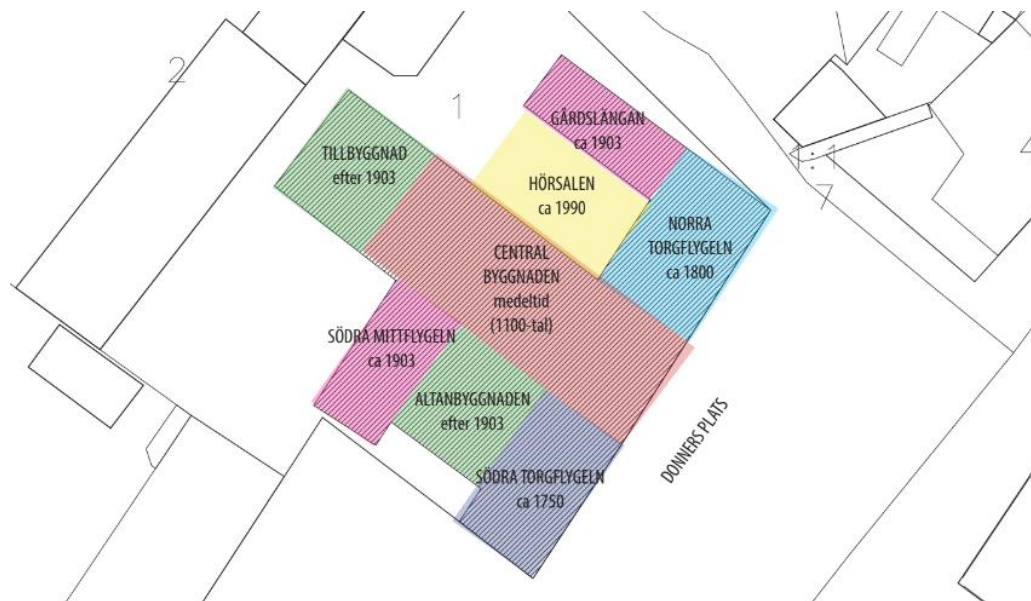 2
1
GÅRDSLÄNGAN
ca 1903
TILLBYGGNAD
efter 1903
HÖRSALEN
ca 1990
NORRA
TORGFLYGELN
ca 1800
CENTRAL
BYGGNADEN
medeltid
(1100-tal)
SÖDRA MITTFLYGELN
ca 1903
ALTANBYGGNADEN
efter 1903
SÖDRA TORGFLYGELN
ca 1750
DONNERS PLATS
7